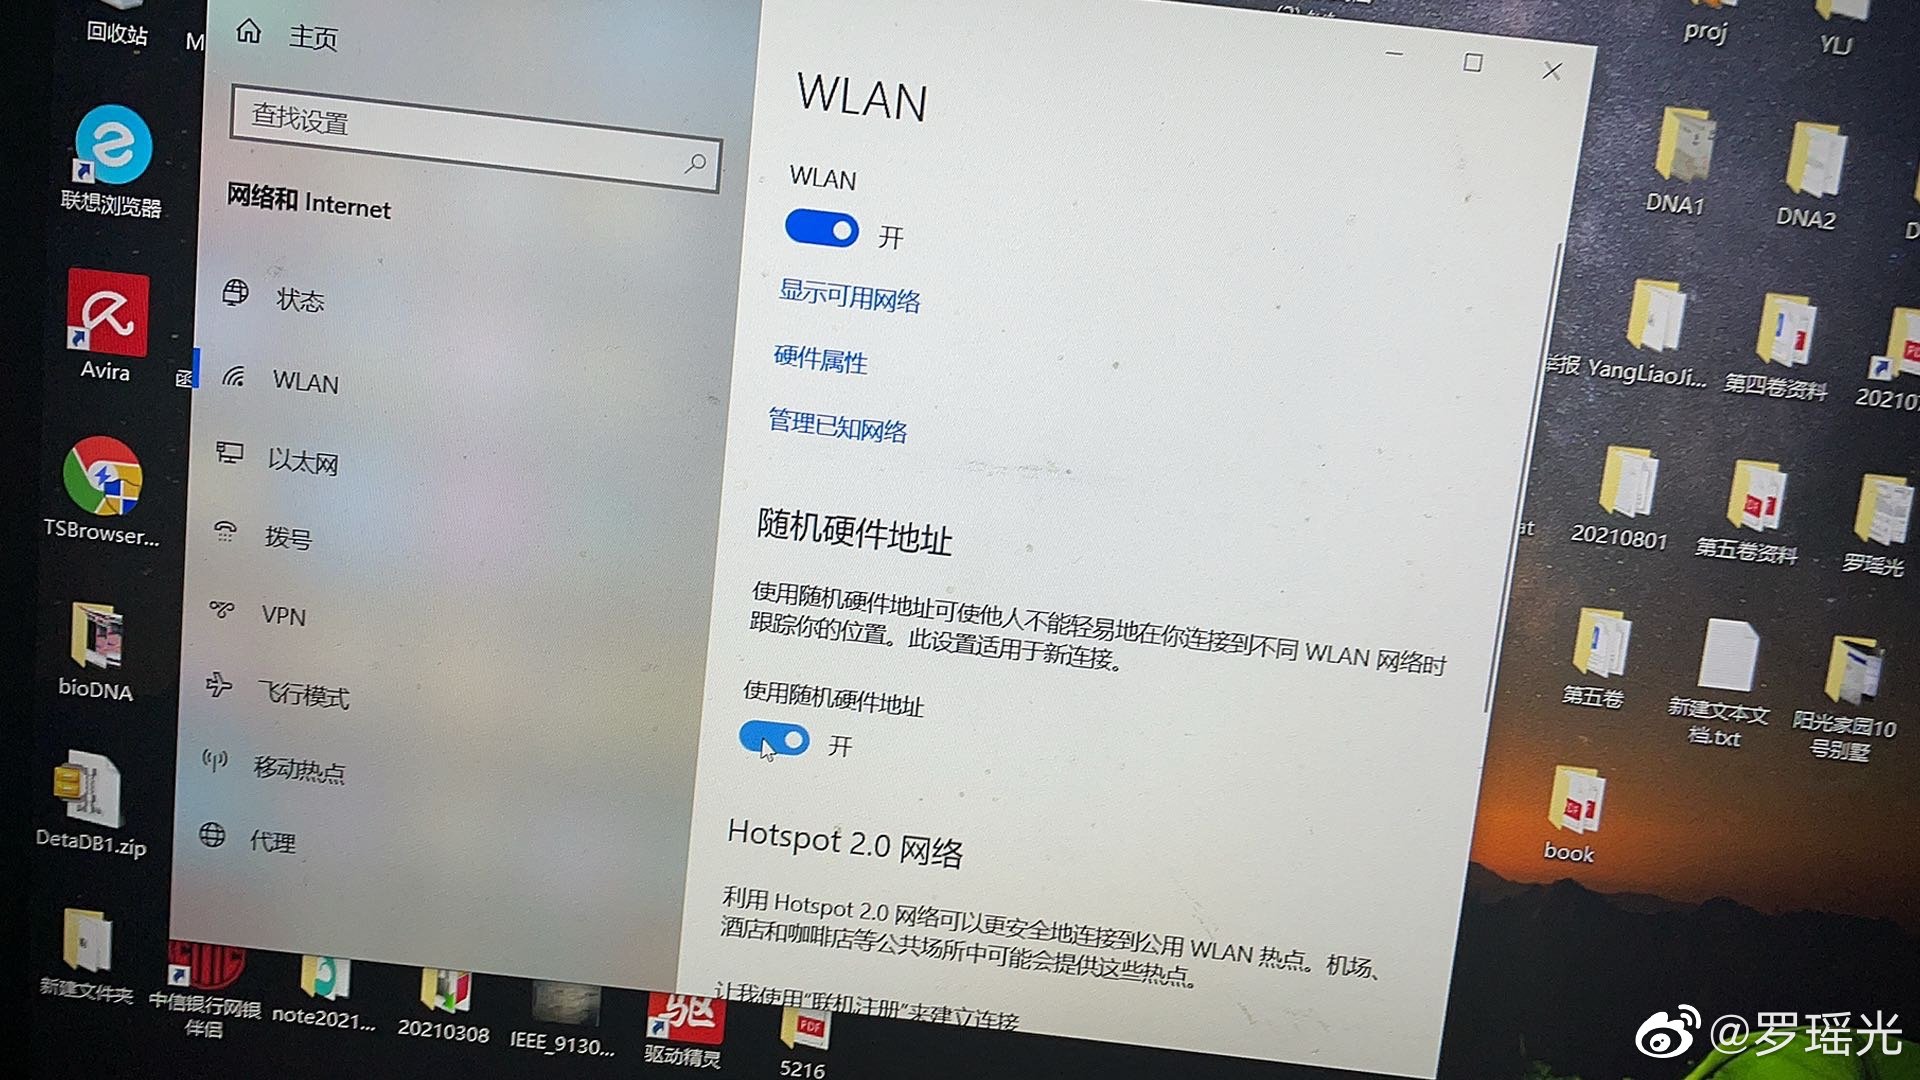 回收站
M
联想浏览器
Avira
TSBrowser...
bioDNA
DetaDB1.zip
新建文件夹
中信银行网银
伴侣
note2021...
20210308
IEEE_9130...
驱动精灵
5216
主页
查找设置
网络和 Internet
状态
WLAN
以太网
拨号
VPN
飞行模式
移动热点
代理
WLAN
WLAN
开
显示可用网络
硬件属性
管理已知网络
随机硬件地址
使用随机硬件地址可使他人不能轻易地在你连接到不同 WLAN 网络时
跟踪你的位置。此设置适用于新连接。
使用随机硬件地址
开
Hotspot 2.0 网络
利用 Hotspot 2.0 网络可以更安全地连接到公用 WLAN 热点。机场、
酒店和咖啡店等公共场所中可能会提供这些热点。
让我使用“联机注册”来建立连接
proj
YLJ
DNA1
DNA2
举报 YangLiaoJi...
第四卷资料
20210801
第五卷资料
罗瑶光
第五卷
新建文本文
档.txt
阳光家园10
号别墅
book
@罗瑶光